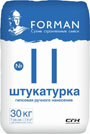 FORMAN
Сухие строительные смеси
№
11
штукатурка
гипсовая ручного нанесения
30 кг